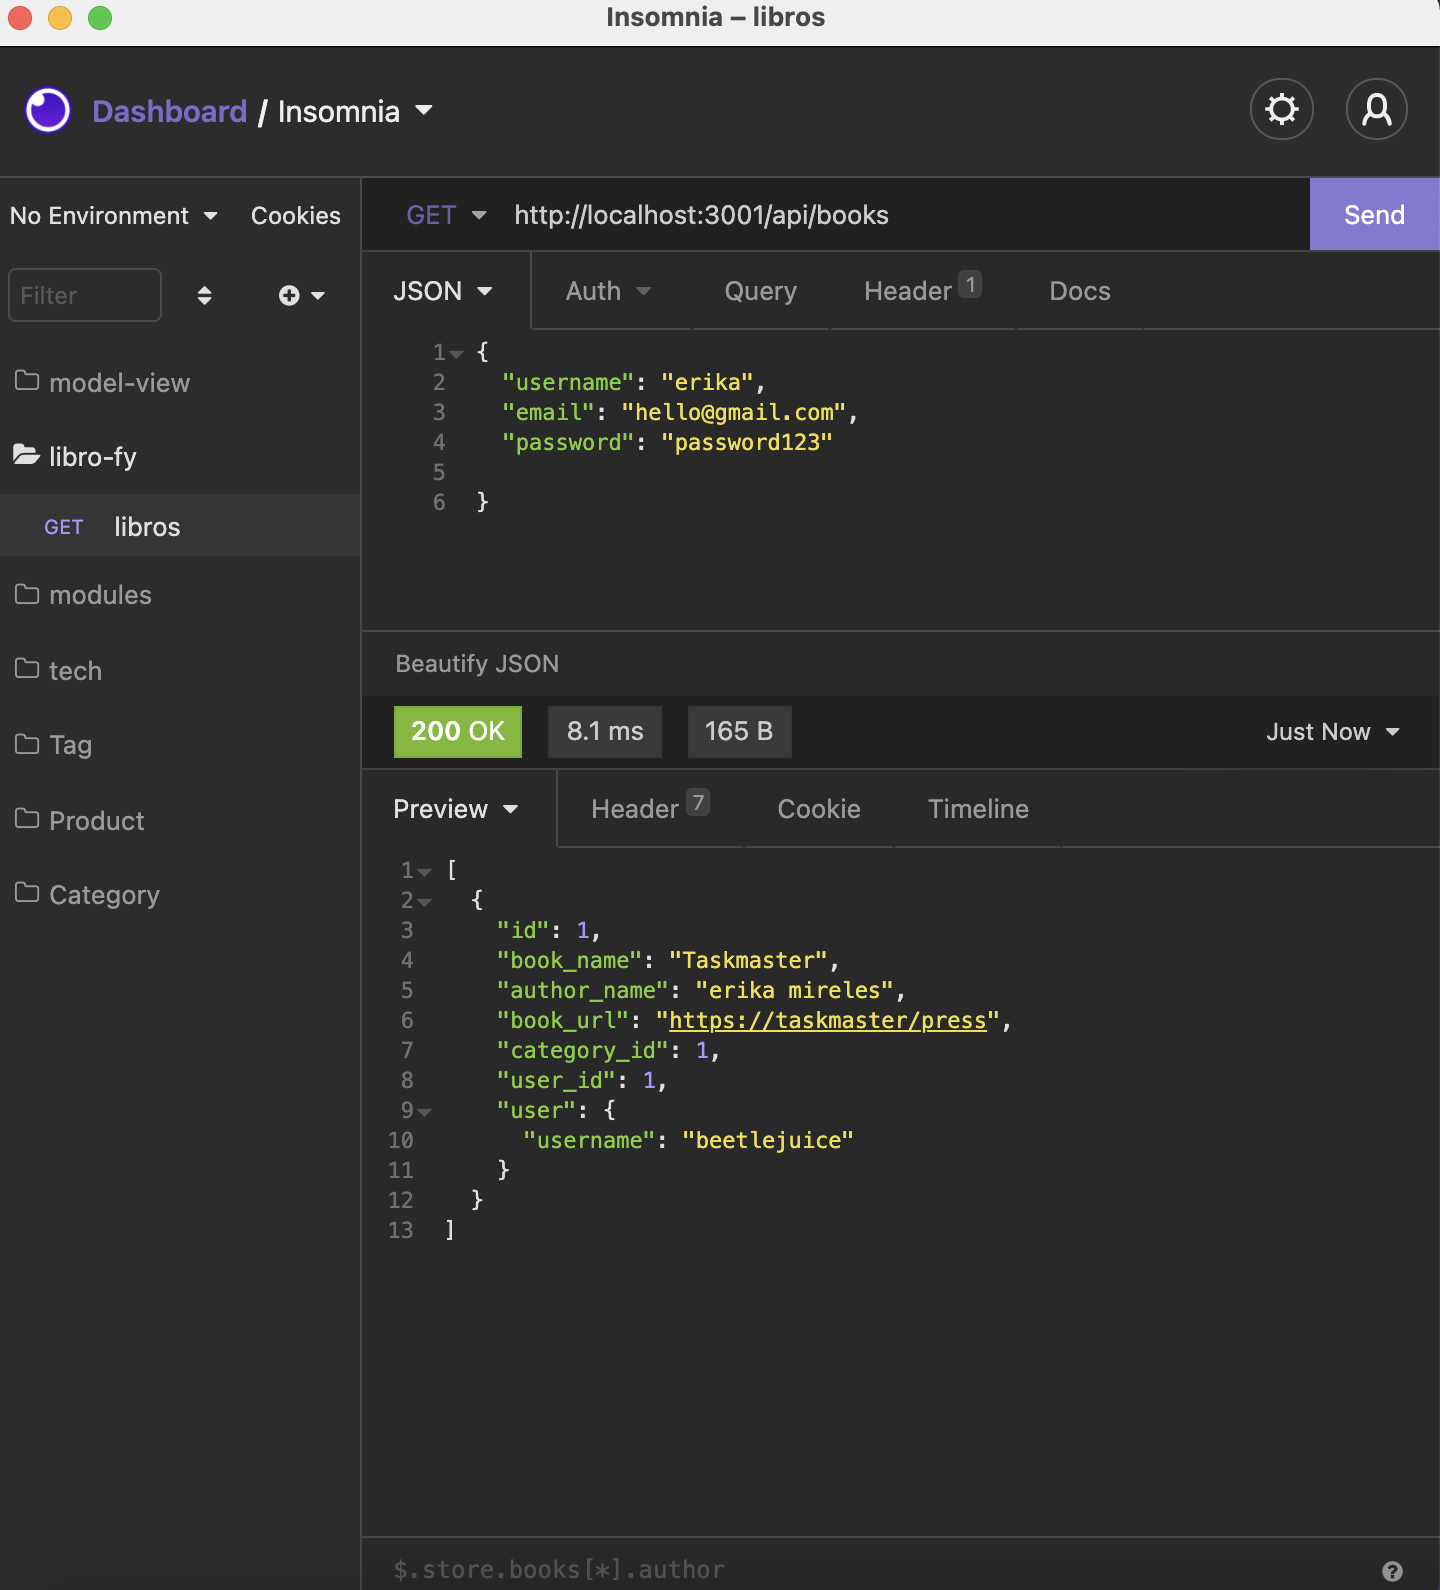 Insomnia – libros
Dashboard / Insomnia
No Environment
Cookies
GET
http://localhost:3001/api/books
Send
Filter
JSON
Auth
Query
Header 1
Docs
model-view
libro-fy
GET libros
modules
tech
Tag
Product
Category
1 {
2 "username": "erika",
3 "email": "hello@gmail.com",
4 "password": "password123"
5
6 }
Beautify JSON
200 OK
8.1 ms
165 B
Just Now
Preview
Header 7
Cookie
Timeline
1 [
2 {
3 "id": 1,
4 "book_name": "Taskmaster",
5 "author_name": "erika mireles",
6 "book_url": "https://taskmaster/press",
7 "category_id": 1,
8 "user_id": 1,
9 "user": {
10 "username": "beetlejuice"
11 }
12 }
13 ]
$.store.books[*].author
?